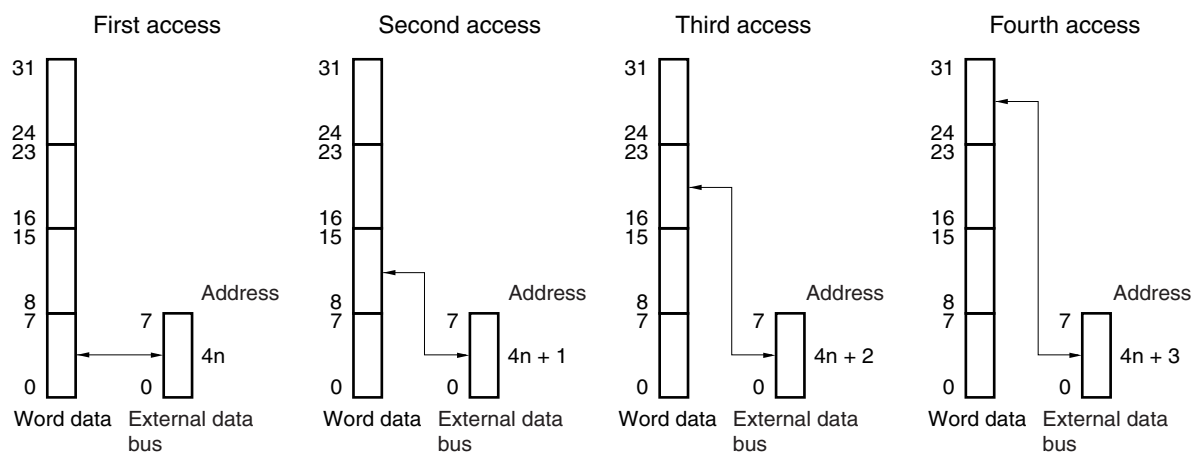 First access
Second access
Third access
Fourth access
31
24
23
16
15
8
7
0
Word data
7
0
Address
4n
External data
bus
31
24
23
16
15
8
7
0
Word data
7
0
Address
4n + 1
External data
bus
31
24
23
16
15
8
7
0
Word data
7
0
Address
4n + 2
External data
bus
31
24
23
16
15
8
7
0
Word data
7
0
Address
4n + 3
External data
bus